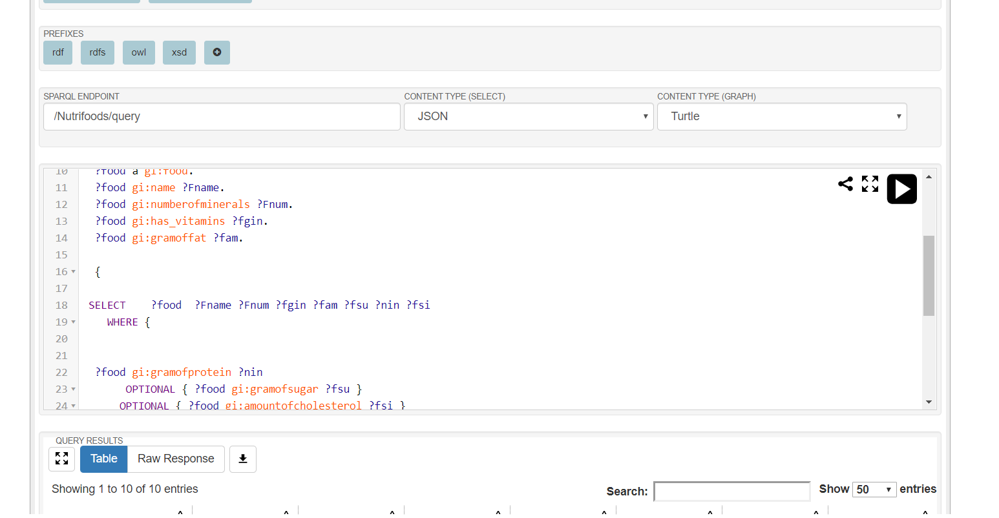 PREFIXES
rdf rdfs owl xsd
SPARQL ENDPOINT CONTENT TYPE (SELECT) CONTENT TYPE (GRAPH)
/Nutrifoods/query JSON Turtle
10 ?food a gi:food.
11 ?food gi:name ?Fname.
12 ?food gi:numberofminerals ?Fnum.
13 ?food gi:has_vitamins ?fgin.
14 ?food gi:gramoffat ?fam.
15
16 {
17
18 SELECT ?food ?Fname ?Fnum ?fgin ?fam ?fsu ?nin ?fsi
19 WHERE {
20
21
22 ?food gi:gramofprotein ?nin
23 OPTIONAL { ?food gi:gramofsugar ?fsu }
24 OPTIONAL { ?food gi:amountofcholesterol ?fsi }
QUERY RESULTS
Table Raw Response
Showing 1 to 10 of 10 entries Search: Show 50 entries